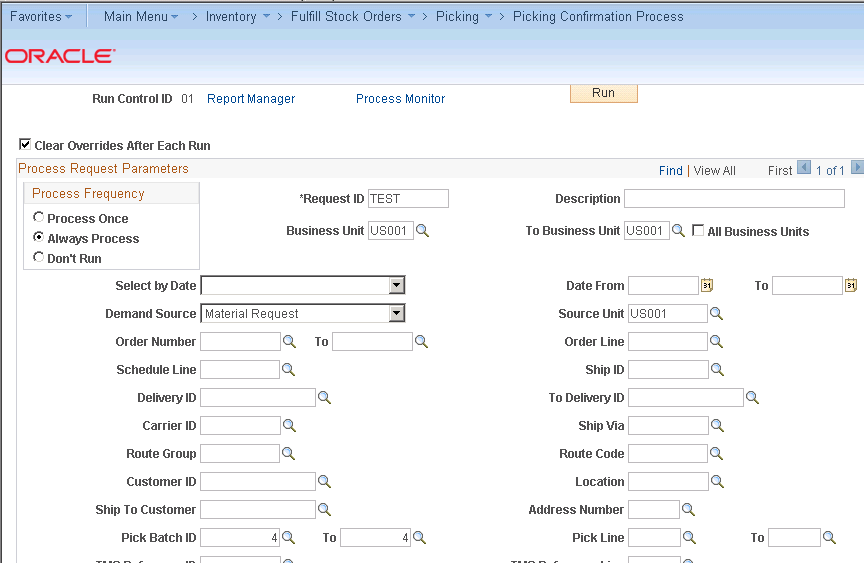 Favorites Main Menu > Inventory > Fulfill Stock Orders > Picking > Picking Confirmation Process
ORACLE
Run Control ID 01 Report Manager Process Monitor Run
Clear Overrides After Each Run
Process Request Parameters Find | View All First 1 of 1
Process Frequency
*Request ID TEST Description
Process Once
Business Unit US001 To Business Unit US001 All Business Units
Always Process
Don't Run
Select by Date Date From 31 To 31
Demand Source Material Request Source Unit US001
Order Number To Order Line
Schedule Line Ship ID
Delivery ID To Delivery ID
Carrier ID Ship Via
Route Group Route Code
Customer ID Location
Ship To Customer Address Number
Pick Batch ID 4 To 4 Pick Line To